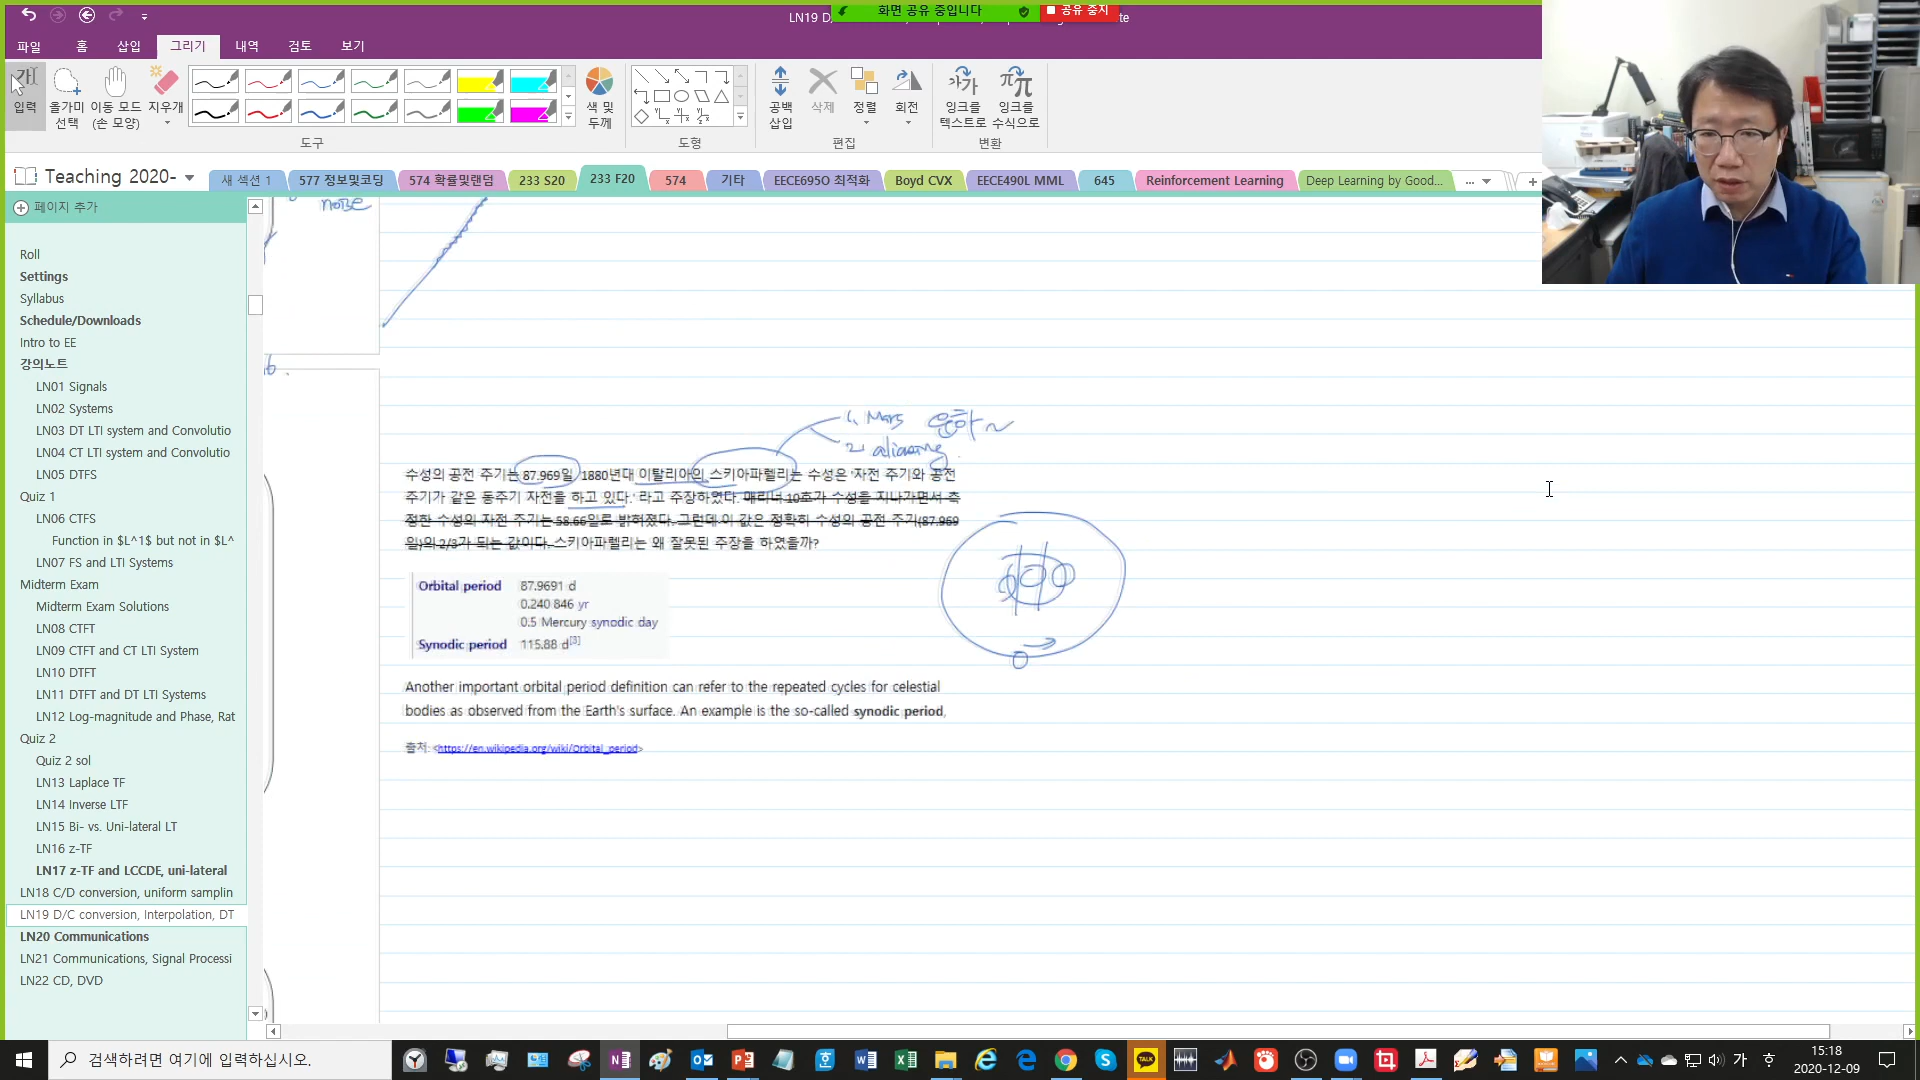 LN19 D/
화면 공유 중입니다
공유 중지
te
파일 홈 삽입 그리기 내역 검토 보기
입력
올가미 선택
이동 모드 (손 모양)
지우개
색 및 두께
공백 삽입
삭제
정렬
회전
잉크를 텍스트로
잉크를 수식으로
도구
도형
편집
변환
Teaching 2020-
새 섹션 1
577 정보및코딩
574 확률및랜덤
233 S20
233 F20
574
기타
EECE695O 최적화
Boyd CVX
EECE490L MML
645
Reinforcement Learning
Deep Learning by Good...
...
페이지 추가
Roll
Settings
Syllabus
Schedule/Downloads
Intro to EE
강의노트
LN01 Signals
LN02 Systems
LN03 DT LTI system and Convolutio
LN04 CT LTI system and Convolutio
LN05 DTFS
Quiz 1
LN06 CTFS
Function in $L^1$ but not in $L^
LN07 FS and LTI Systems
Midterm Exam
Midterm Exam Solutions
LN08 CTFT
LN09 CTFT and CT LTI System
LN10 DTFT
LN11 DTFT and DT LTI Systems
LN12 Log-magnitude and Phase, Rat
Quiz 2
Quiz 2 sol
LN13 Laplace TF
LN14 Inverse LTF
LN15 Bi- vs. Uni-lateral LT
LN16 z-TF
LN17 z-TF and LCCDE, uni-lateral
LN18 C/D conversion, uniform samplin
LN19 D/C conversion, Interpolation, DT
LN20 Communications
LN21 Communications, Signal Processi
LN22 CD, DVD
noise
1. Mars
2. aliasing.
수성의 공전 주기는 87.969일 1880년대 이탈리아의 스키아파렐리는 수성은 '자전 주기와 공전
주기가 같은 동주기 자전을 하고 있다.' 라고 주장하였다. 매리너 10호가 수성을 지나가면서 측
정한 수성의 자전 주기는 58.66일로 밝혀졌다. 그런데 이 값은 정확히 수성의 공전 주기(87.969
일)의 2/3가 되는 값이다. 스키아파렐리는 왜 잘못된 주장을 하였을까?
Orbital period 87.9691 d
0.240 846 yr
0.5 Mercury synodic day
Synodic period 115.88 d[3]
Another important orbital period definition can refer to the repeated cycles for celestial
bodies as observed from the Earth's surface. An example is the so-called synodic period,
출처: <https://en.wikipedia.org/wiki/Orbital_period>
검색하려면 여기에 입력하십시오.
TALK
가
15:18
2020-12-09